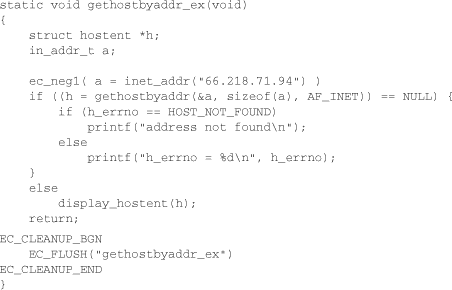 static void gethostbyaddr_ex(void)
{
    struct hostent *h;
    in_addr_t a;

    ec_neg1( a = inet_addr("66.218.71.94") )
    if ((h = gethostbyaddr(&a, sizeof(a), AF_INET)) == NULL) {
        if (h_errno == HOST_NOT_FOUND)
            printf("address not found\n");
        else
            printf("h_errno = %d\n", h_errno);
    }
    else
        display_hostent(h);
    return;
EC_CLEANUP_BGN
    EC_FLUSH("gethostbyaddr_ex")
EC_CLEANUP_END
}